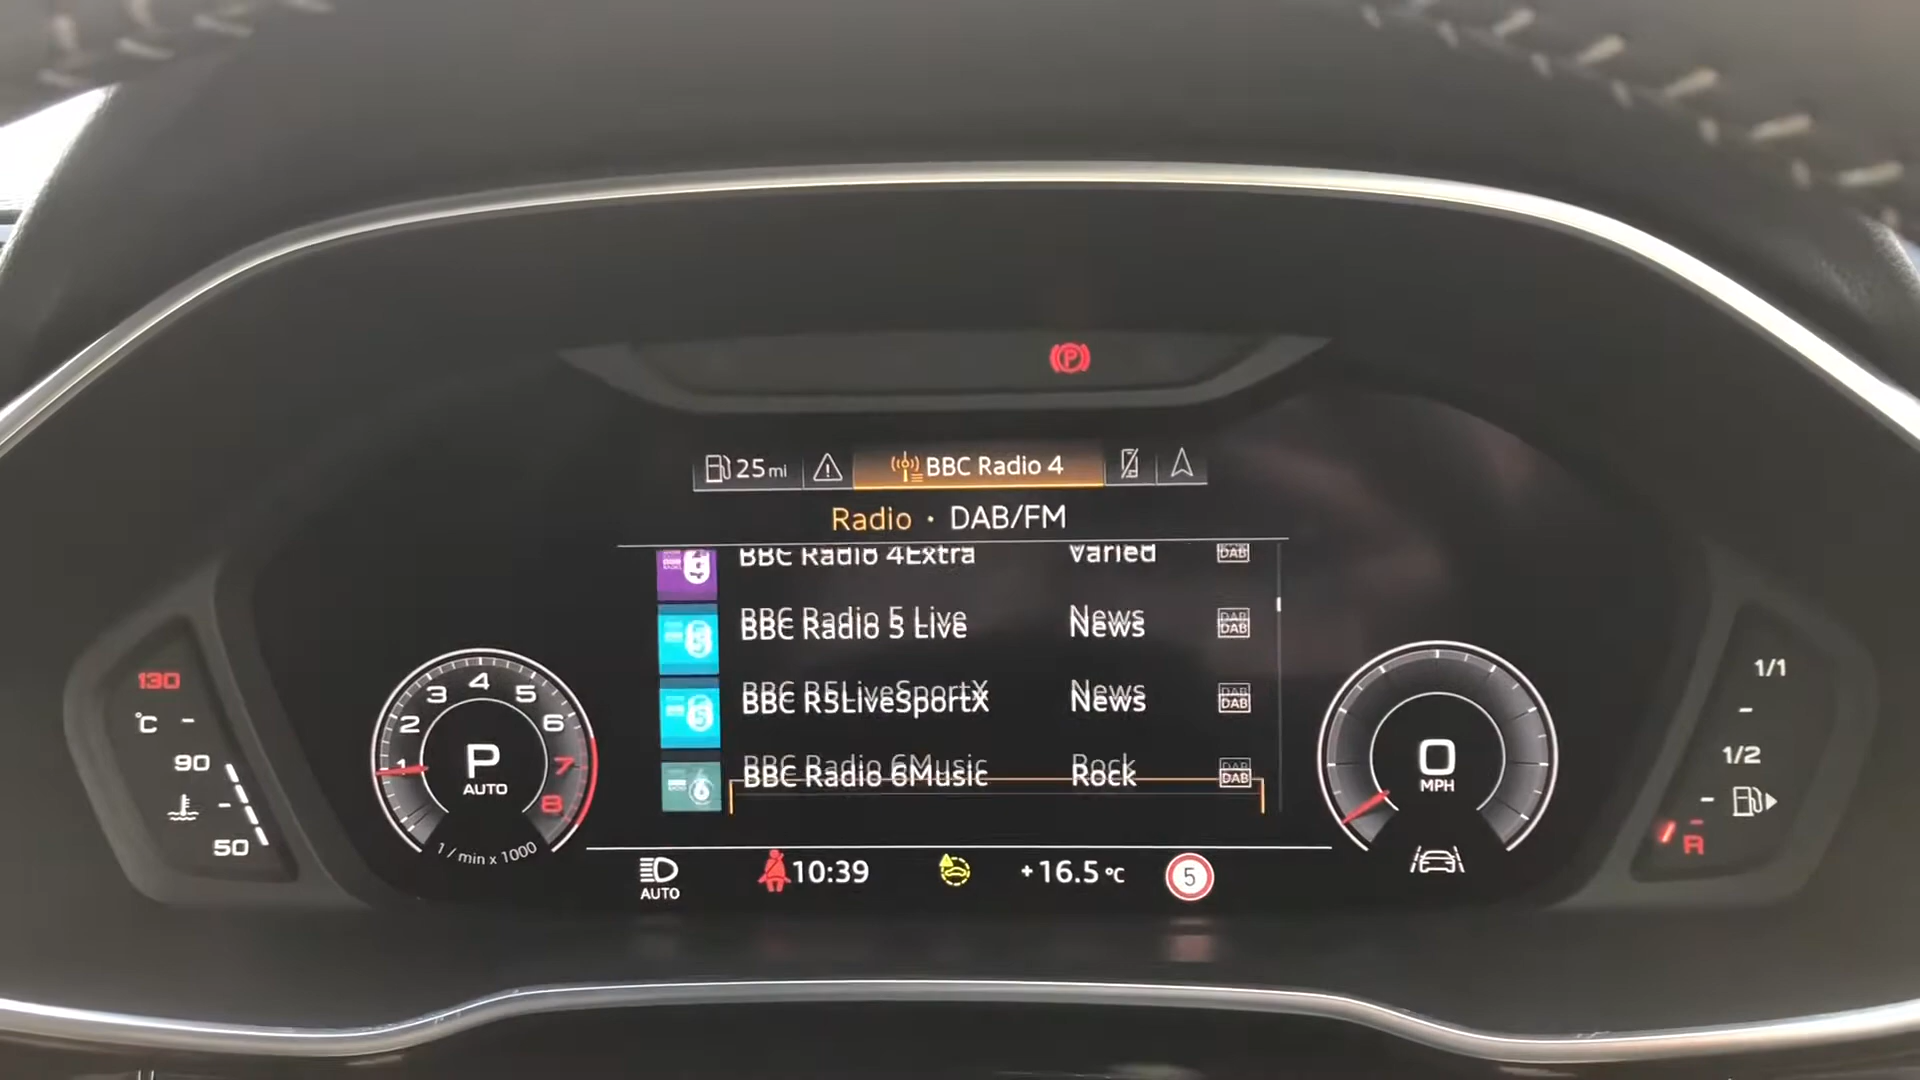 25 mi
BBC Radio 4
Radio · DAB/FM
BBC Radio 4Extra Varied DAB
BBC Radio 5 Live News DAB
BBC R5LiveSportX News DAB
BBC Radio 6Music Rock DAB
130
°C
90
50
1 2 3 4 5 6 7 8
P
AUTO
1 / min x 1000
0
MPH
1/1
1/2
R
AUTO
10:39
+16.5 °C
5